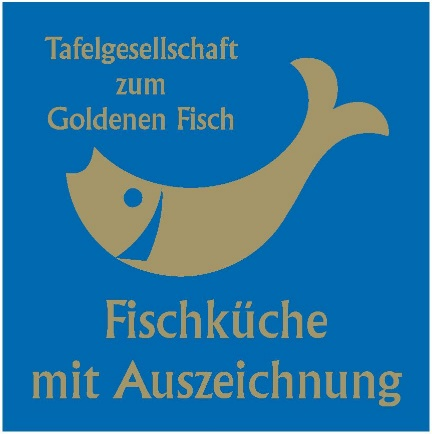 Tafelgesellschaft
zum
Goldenen Fisch
Fischküche
mit Auszeichnung